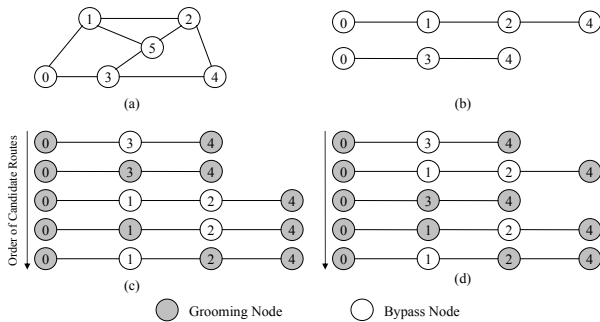 1 2 5 0 3 4
(a)
0 1 2 4
0 3 4
(b)
Order of Candidate Routes
0 3 4
0 3 4
0 1 2 4
0 1 2 4
0 1 2 4
(c)
0 3 4
0 1 2 4
0 3 4
0 1 2 4
0 1 2 4
(d)
Grooming Node
Bypass Node